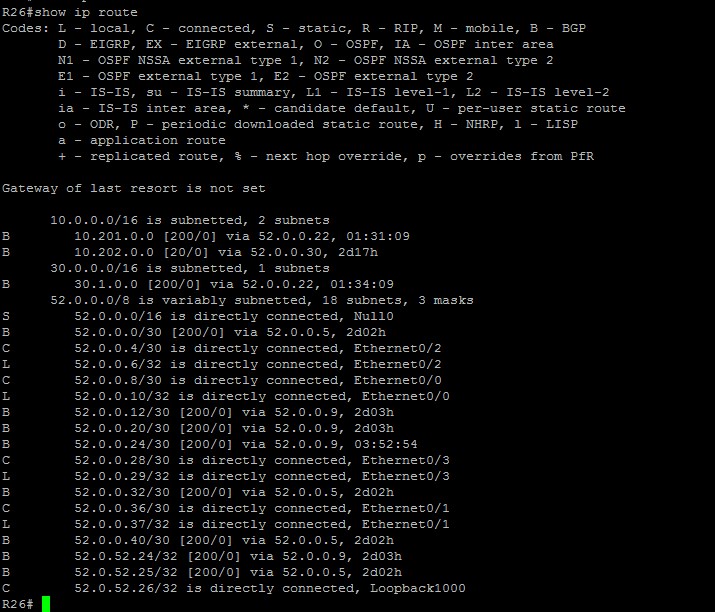 R26#show ip route
Codes: L - local, C - connected, S - static, R - RIP, M - mobile, B - BGP
       D - EIGRP, EX - EIGRP external, O - OSPF, IA - OSPF inter area
       N1 - OSPF NSSA external type 1, N2 - OSPF NSSA external type 2
       E1 - OSPF external type 1, E2 - OSPF external type 2
       i - IS-IS, su - IS-IS summary, L1 - IS-IS level-1, L2 - IS-IS level-2
       ia - IS-IS inter area, * - candidate default, U - per-user static route
       o - ODR, P - periodic downloaded static route, H - NHRP, l - LISP
       a - application route
       + - replicated route, % - next hop override, p - overrides from PfR
Gateway of last resort is not set
      10.0.0.0/16 is subnetted, 2 subnets
B        10.201.0.0 [200/0] via 52.0.0.22, 01:31:09
B        10.202.0.0 [20/0] via 52.0.0.30, 2d17h
      30.0.0.0/16 is subnetted, 1 subnets
B        30.1.0.0 [200/0] via 52.0.0.22, 01:34:09
      52.0.0.0/8 is variably subnetted, 18 subnets, 3 masks
S        52.0.0.0/16 is directly connected, Null0
B        52.0.0.0/30 [200/0] via 52.0.0.5, 2d02h
C        52.0.0.4/30 is directly connected, Ethernet0/2
L        52.0.0.6/32 is directly connected, Ethernet0/2
C        52.0.0.8/30 is directly connected, Ethernet0/0
L        52.0.0.10/32 is directly connected, Ethernet0/0
B        52.0.0.12/30 [200/0] via 52.0.0.9, 2d03h
B        52.0.0.20/30 [200/0] via 52.0.0.9, 2d03h
B        52.0.0.24/30 [200/0] via 52.0.0.9, 03:52:54
C        52.0.0.28/30 is directly connected, Ethernet0/3
L        52.0.0.29/32 is directly connected, Ethernet0/3
B        52.0.0.32/30 [200/0] via 52.0.0.5, 2d02h
C        52.0.0.36/30 is directly connected, Ethernet0/1
L        52.0.0.37/32 is directly connected, Ethernet0/1
B        52.0.0.40/30 [200/0] via 52.0.0.5, 2d02h
B        52.0.52.24/32 [200/0] via 52.0.0.9, 2d03h
B        52.0.52.25/32 [200/0] via 52.0.0.5, 2d02h
C        52.0.52.26/32 is directly connected, Loopback1000
R26#